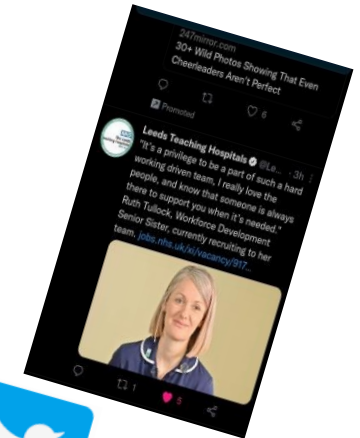 247mirror.com
30+ Wild Photos Showing That Even
Cheerleaders Aren't Perfect
6
Promoted
Leeds Teaching Hospitals @Le... · 3h
"It's a privilege to be a part of such a hard
working driven team, I really love the
people, and know that someone is always
there to support you when it's needed."
Ruth Tullock, Workforce Development
Senior Sister, currently recruiting to her
team. jobs.nhs.uk/xi/vacancy/917...
1
5